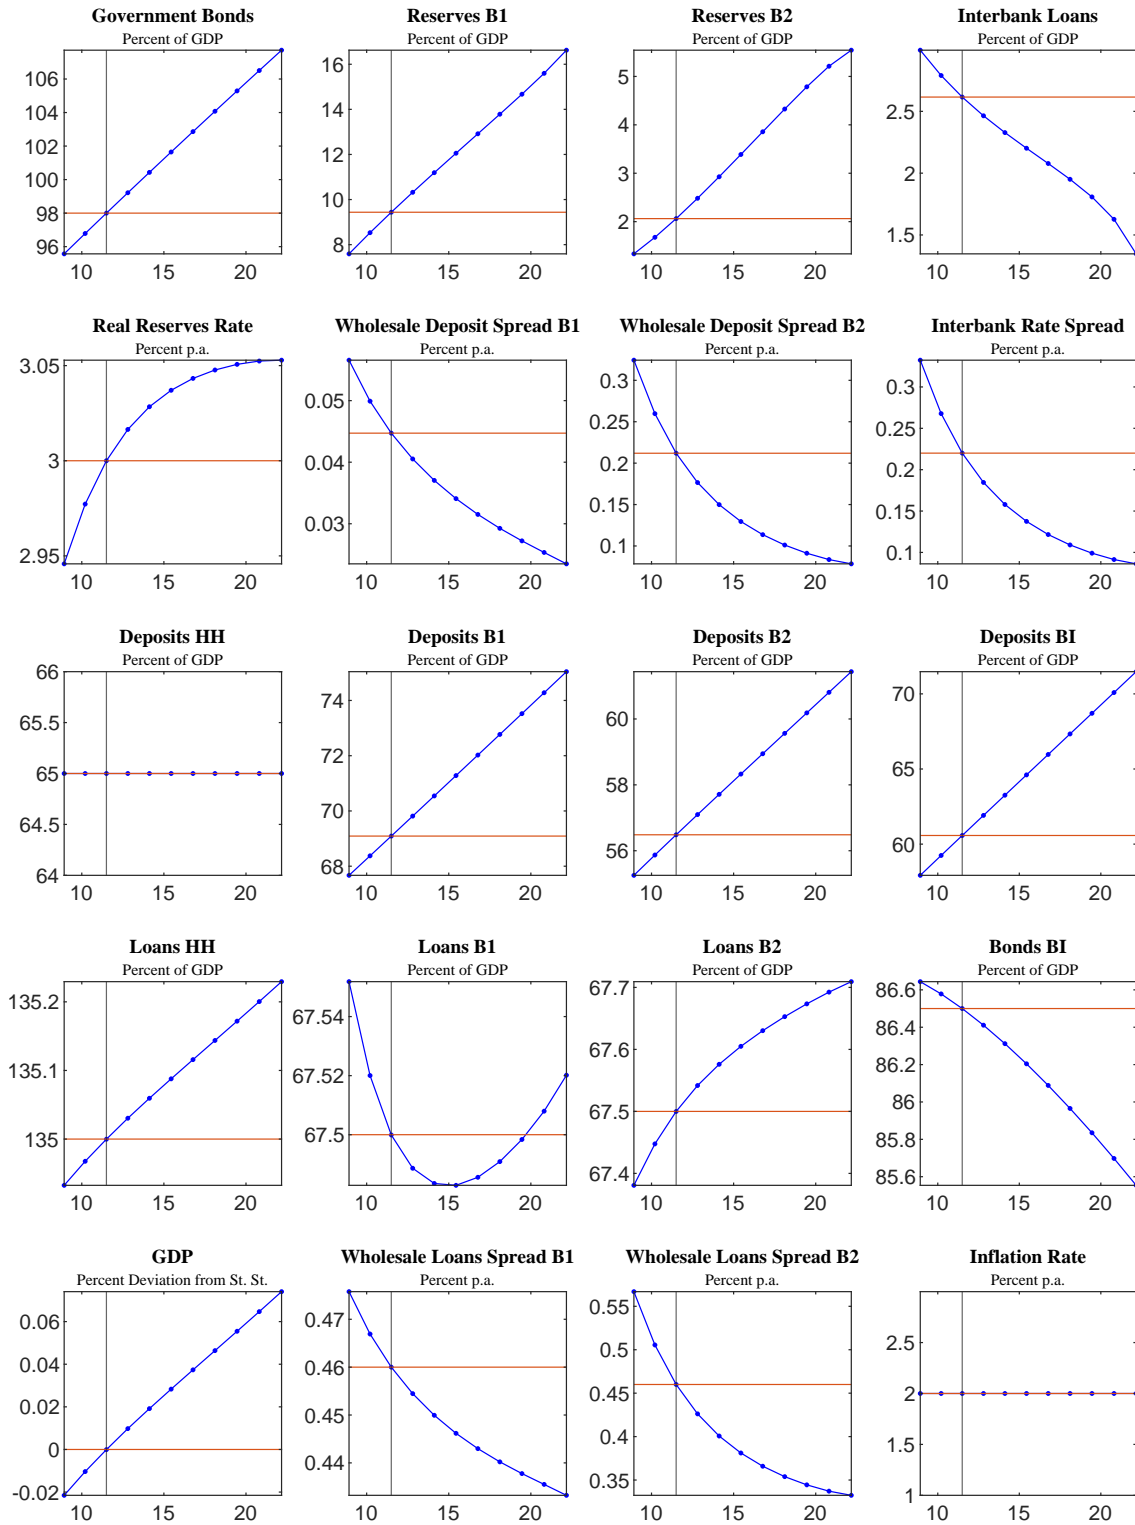 Government Bonds
Percent of GDP
106
104
102
100
98
96
10 15 20
Reserves B1
Percent of GDP
16
14
12
10
8
10 15 20
Reserves B2
Percent of GDP
5
4
3
2
10 15 20
Interbank Loans
Percent of GDP
2.5
2
1.5
10 15 20
Real Reserves Rate
Percent p.a.
3.05
3
2.95
10 15 20
Wholesale Deposit Spread B1
Percent p.a.
0.05
0.04
0.03
10 15 20
Wholesale Deposit Spread B2
Percent p.a.
0.3
0.25
0.2
0.15
0.1
10 15 20
Interbank Rate Spread
Percent p.a.
0.3
0.25
0.2
0.15
0.1
10 15 20
Deposits HH
Percent of GDP
66
65.5
65
64.5
64
10 15 20
Deposits B1
Percent of GDP
74
72
70
68
10 15 20
Deposits B2
Percent of GDP
60
58
56
10 15 20
Deposits BI
Percent of GDP
70
65
60
10 15 20
Loans HH
Percent of GDP
135.2
135.1
135
10 15 20
Loans B1
Percent of GDP
67.54
67.52
67.5
10 15 20
Loans B2
Percent of GDP
67.7
67.6
67.5
67.4
10 15 20
Bonds BI
Percent of GDP
86.6
86.4
86.2
86
85.8
85.6
10 15 20
GDP
Percent Deviation from St. St.
0.06
0.04
0.02
0
-0.02
10 15 20
Wholesale Loans Spread B1
Percent p.a.
0.47
0.46
0.45
0.44
10 15 20
Wholesale Loans Spread B2
Percent p.a.
0.55
0.5
0.45
0.4
0.35
10 15 20
Inflation Rate
Percent p.a.
2.5
2
1.5
1
10 15 20